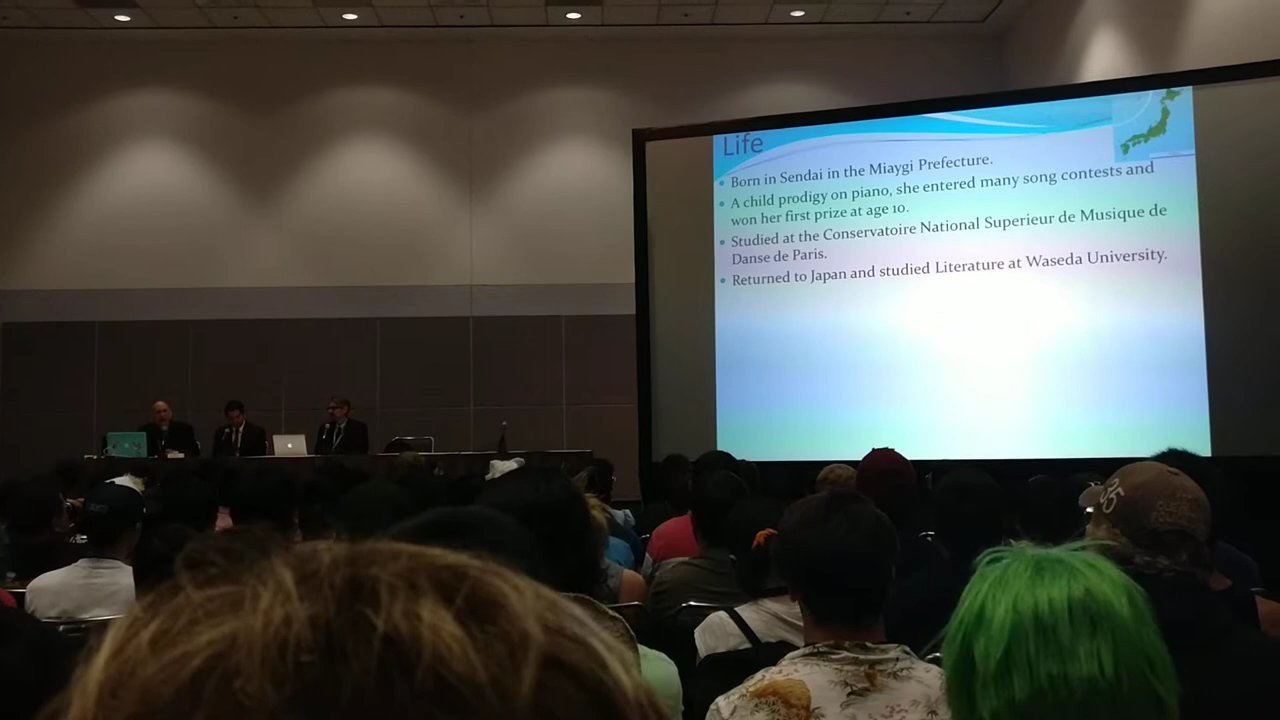 Life
Born in Sendai in the Miaygi Prefecture.
A child prodigy on piano, she entered many song contests and
won her first prize at age 10.
Studied at the Conservatoire National Superieur de Musique de
Danse de Paris.
Returned to Japan and studied Literature at Waseda University.
35